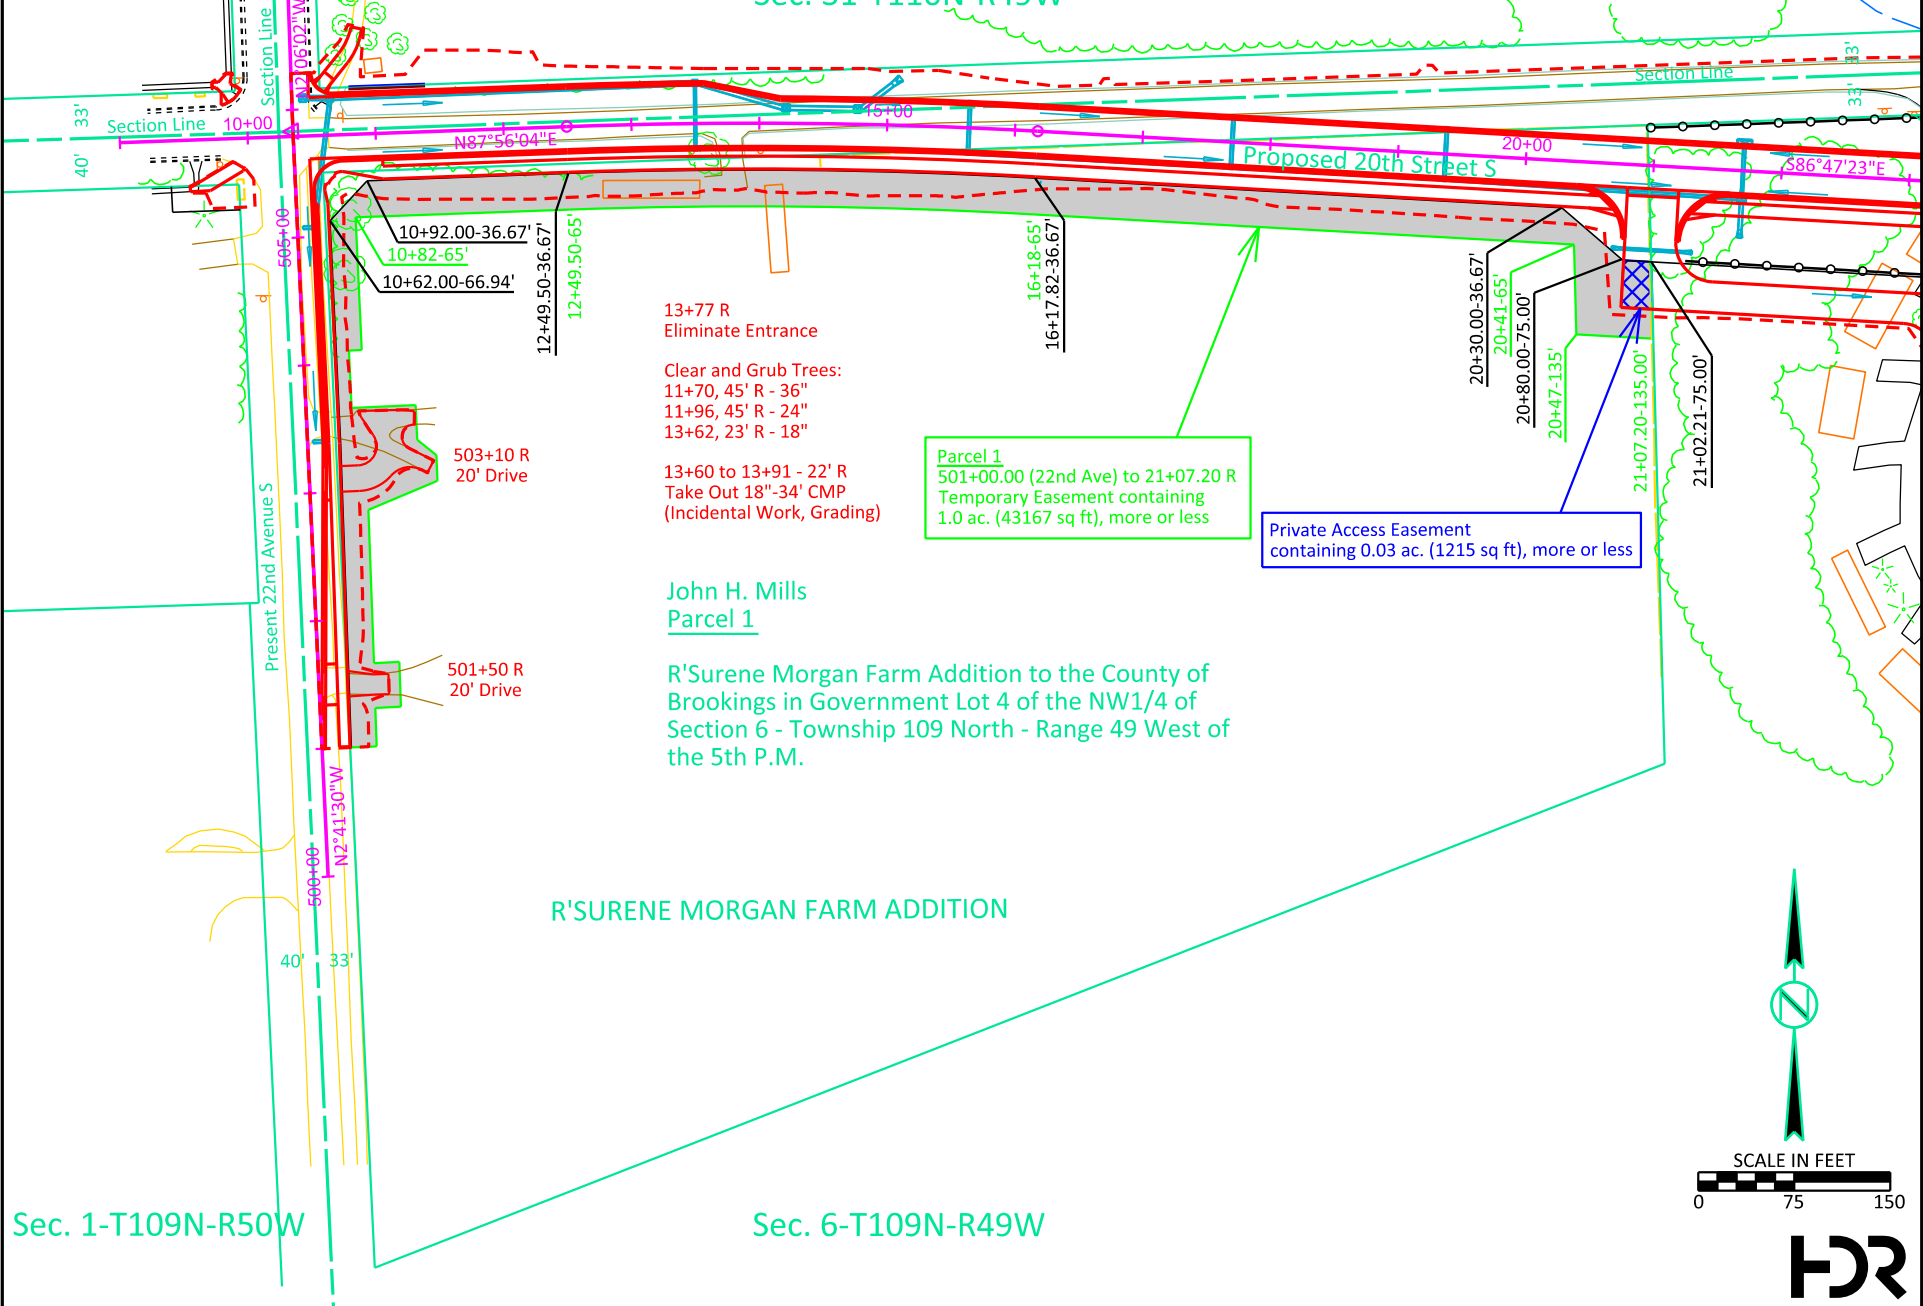 Sec. 31-T110N-R49W
N2°06'02"W
Section Line
33'
Section Line
33'
33'
Section Line
10+00
40'
N87°56'04"E
15+00
Proposed 20th Street S
20+00
S86°47'23"E
505+00
10+92.00-36.67'
10+82-65'
10+62.00-66.94'
12+49.50-36.67'
12+49.50-65'
16+18-65'
16+17.82-36.67'
20+30.00-36.67'
20+41-65'
20+80.00-75.00'
20+47-135'
21+07.20-135.00'
21+02.21-75.00'
13+77 R
Eliminate Entrance
Clear and Grub Trees:
11+70, 45' R - 36"
11+96, 45' R - 24"
13+62, 23' R - 18"
13+60 to 13+91 - 22' R
Take Out 18"-34' CMP
(Incidental Work, Grading)
503+10 R
20' Drive
Parcel 1
501+00.00 (22nd Ave) to 21+07.20 R
Temporary Easement containing
1.0 ac. (43167 sq ft), more or less
Private Access Easement
containing 0.03 ac. (1215 sq ft), more or less
Present 22nd Avenue S
John H. Mills
Parcel 1
501+50 R
20' Drive
R'Surene Morgan Farm Addition to the County of
Brookings in Government Lot 4 of the NW1/4 of
Section 6 - Township 109 North - Range 49 West of
the 5th P.M.
N2°41'30"W
500+00
R'SURENE MORGAN FARM ADDITION
40'
33'
N
SCALE IN FEET
0
75
150
Sec. 1-T109N-R50W
Sec. 6-T109N-R49W
HDR